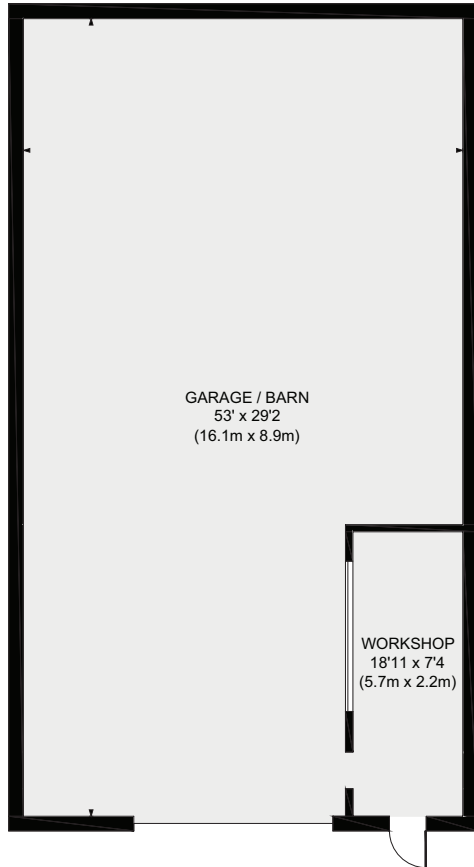 GARAGE / BARN
53' x 29'2
(16.1m x 8.9m)
WORKSHOP
18'11 x 7'4
(5.7m x 2.2m)